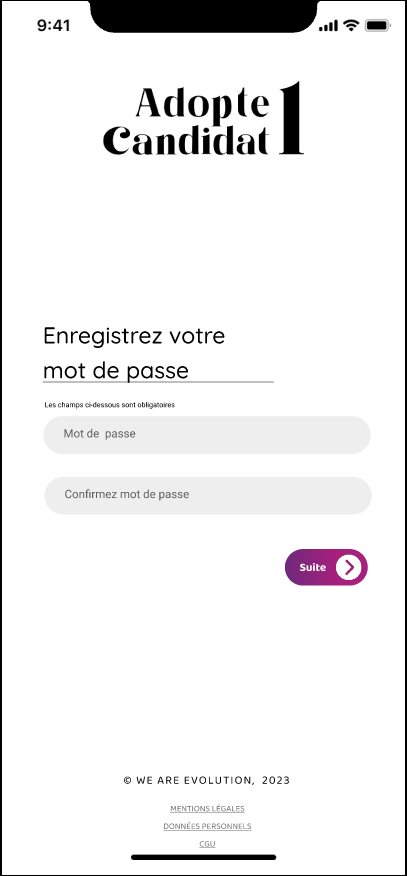 9:41
Adopte 1
Candidat
Enregistrez votre
mot de passe
Les champs ci-dessous sont obligatoires
Mot de passe
Confirmez mot de passe
Suite
© WE ARE EVOLUTION, 2023
MENTIONS LÉGALES
DONNÉES PERSONNELS
CGU